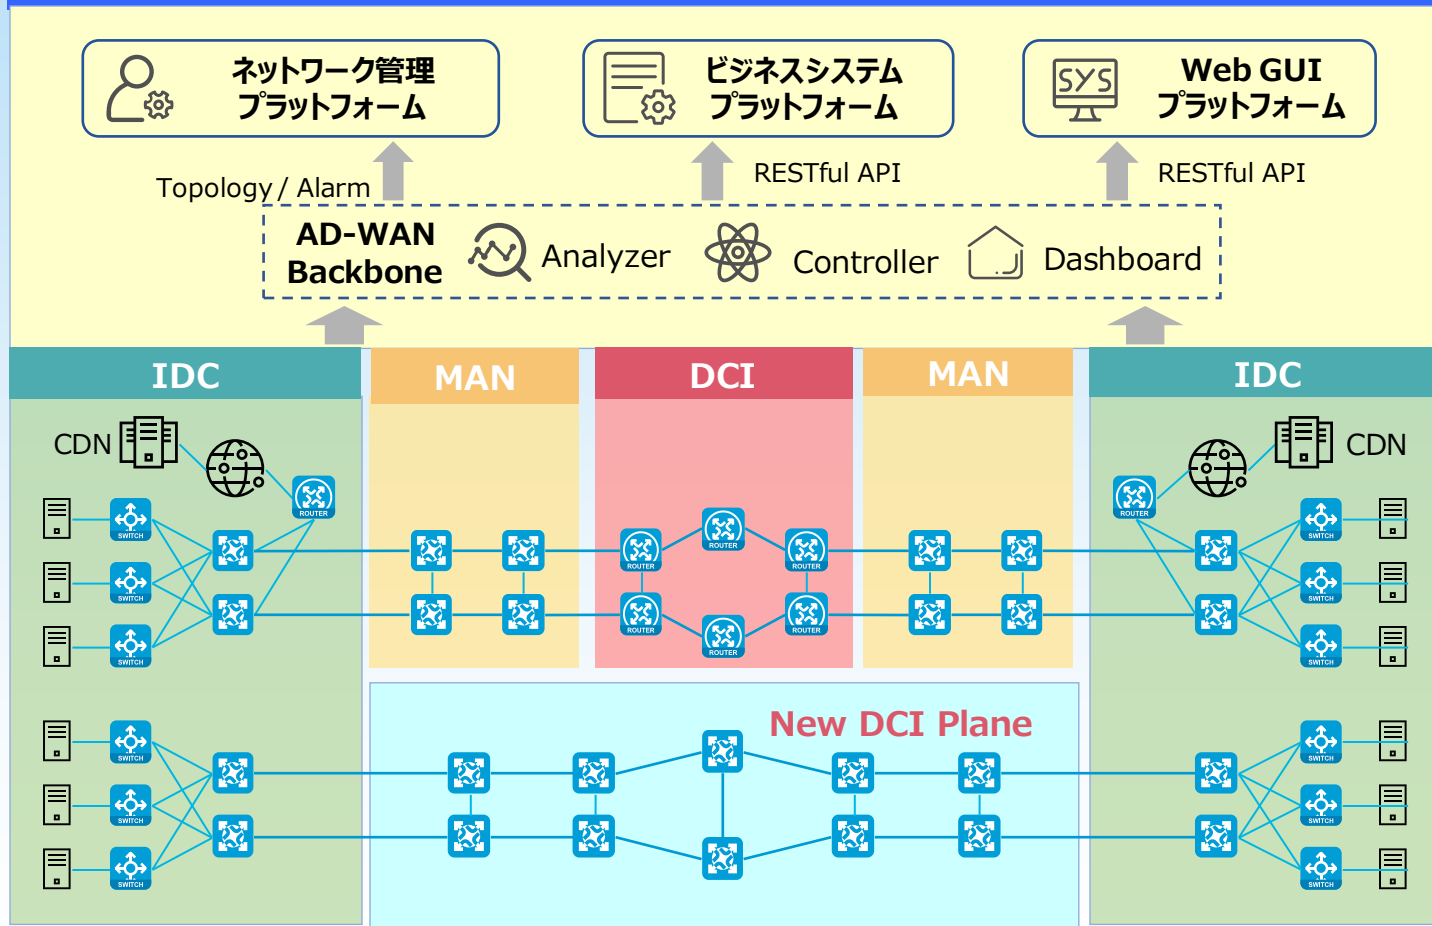 ネットワーク管理
プラットフォーム
ビジネスシステム
プラットフォーム
SYS
Web GUI
プラットフォーム
Topology / Alarm
RESTful API
RESTful API
AD-WAN
Backbone
Analyzer
Controller
Dashboard
IDC
MAN
DCI
MAN
IDC
CDN
CDN
ROUTER
ROUTER
SWITCH
SWITCH
ROUTER
ROUTER
ROUTER
SWITCH
SWITCH
ROUTER
ROUTER
ROUTER
SWITCH
SWITCH
New DCI Plane
SWITCH
SWITCH
SWITCH
SWITCH
SWITCH
SWITCH